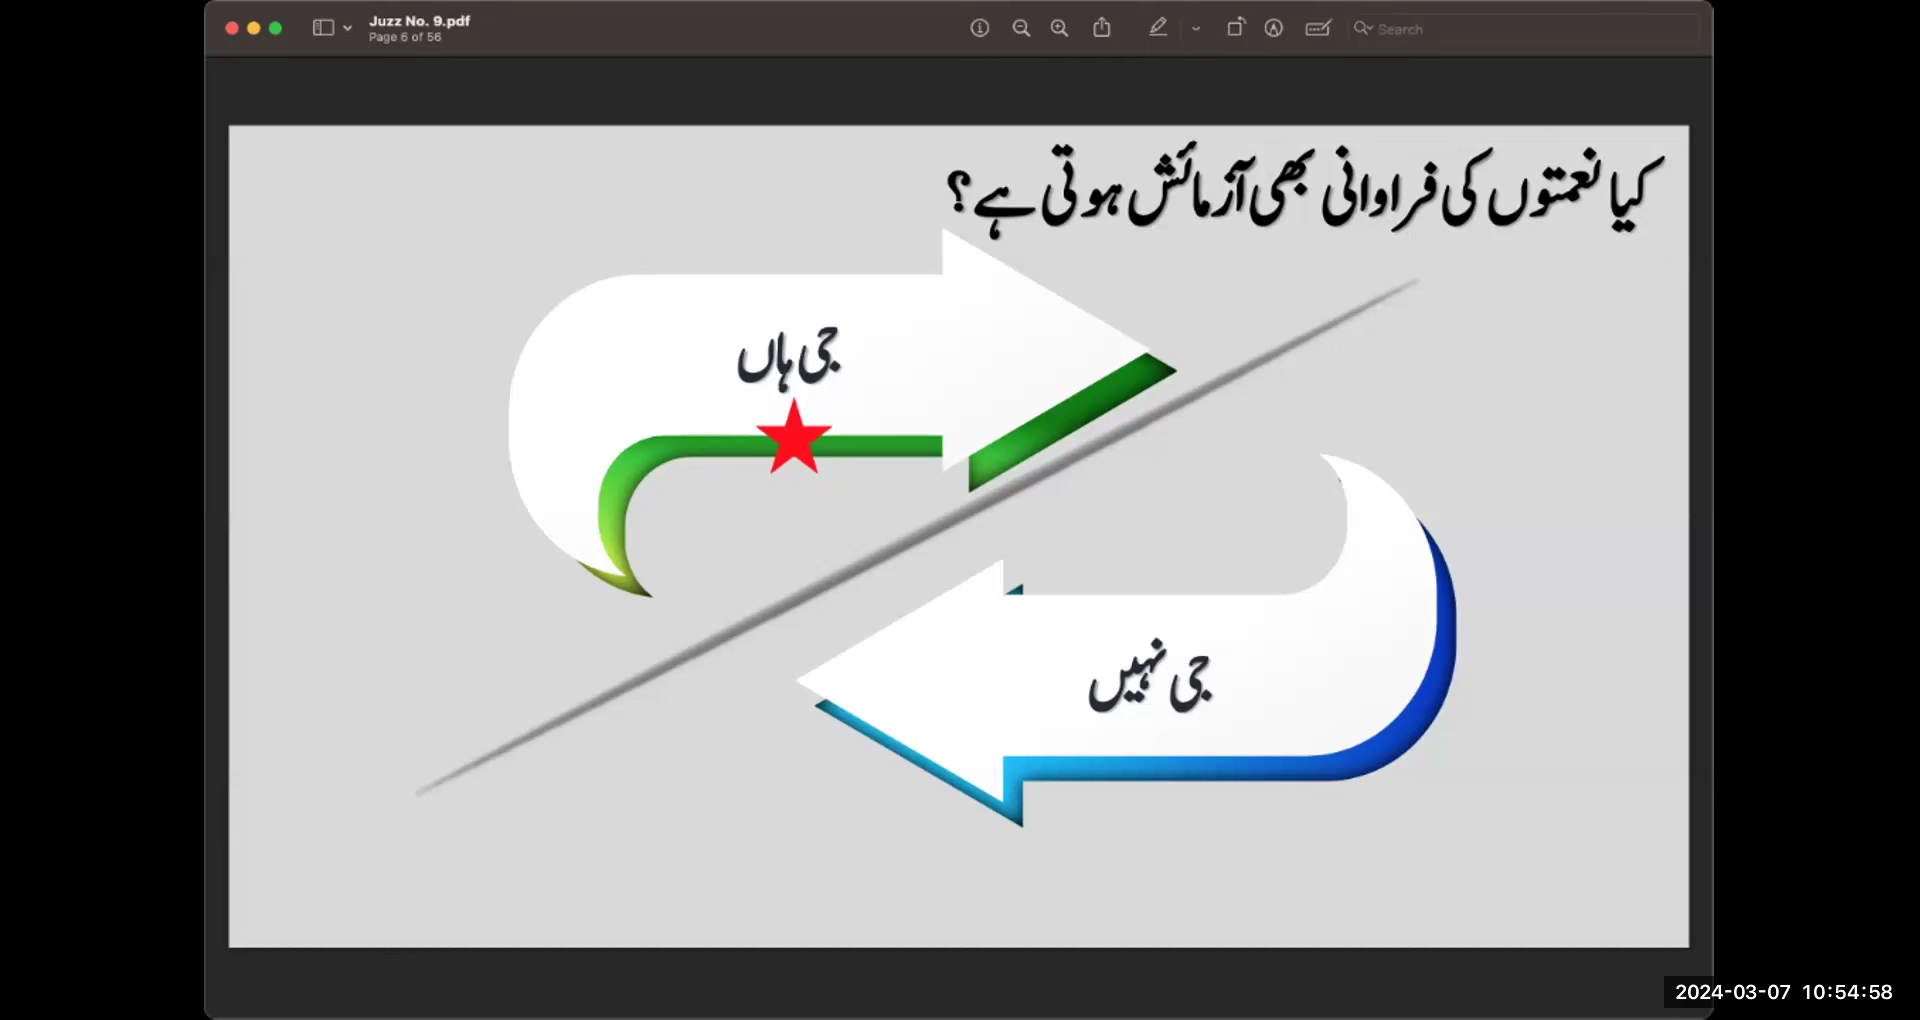 Juzz No. 9.pdf
Page 6 of 56
Search
کیا نعمتوں کی فراوانی بھی آزمائش ہوتی ہے؟
جی ہاں
جی نہیں
2024-03-07 10:54:58